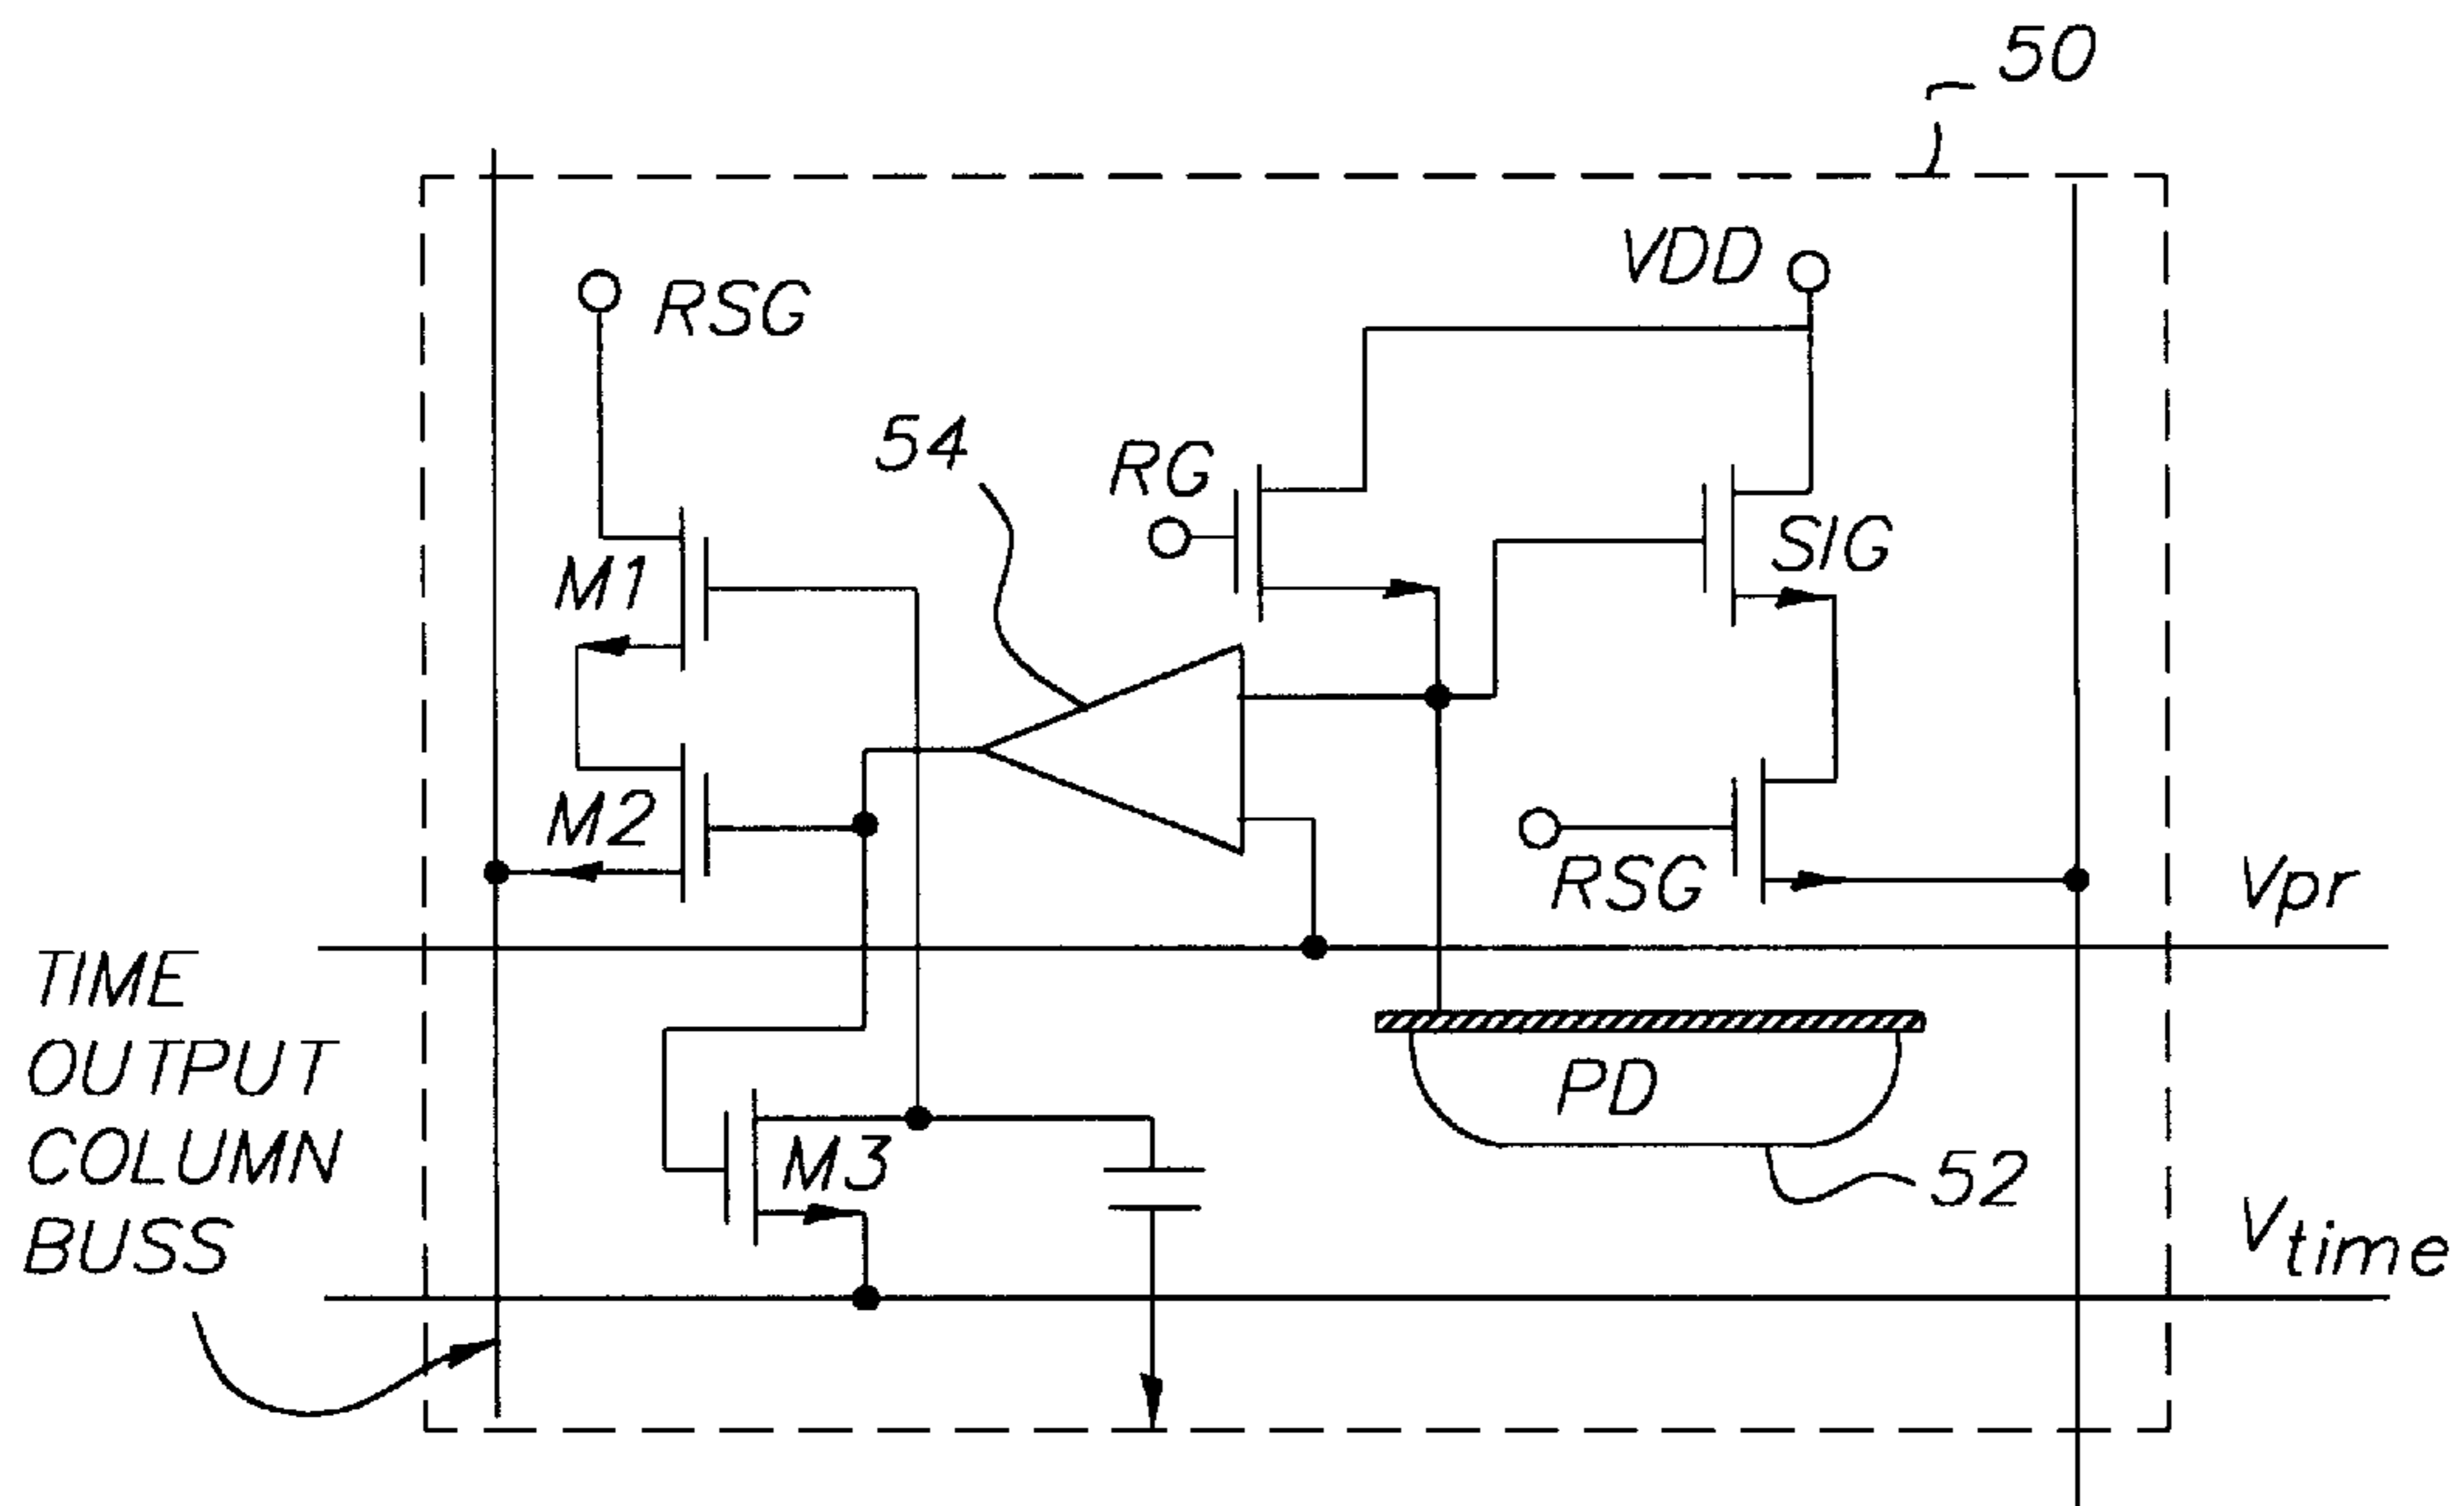 50
VDD
RSG
54
RG
SIG
M1
M2
RSG
Vpr
TIME
OUTPUT
COLUMN
BUSS
PD
M3
52
Vtime